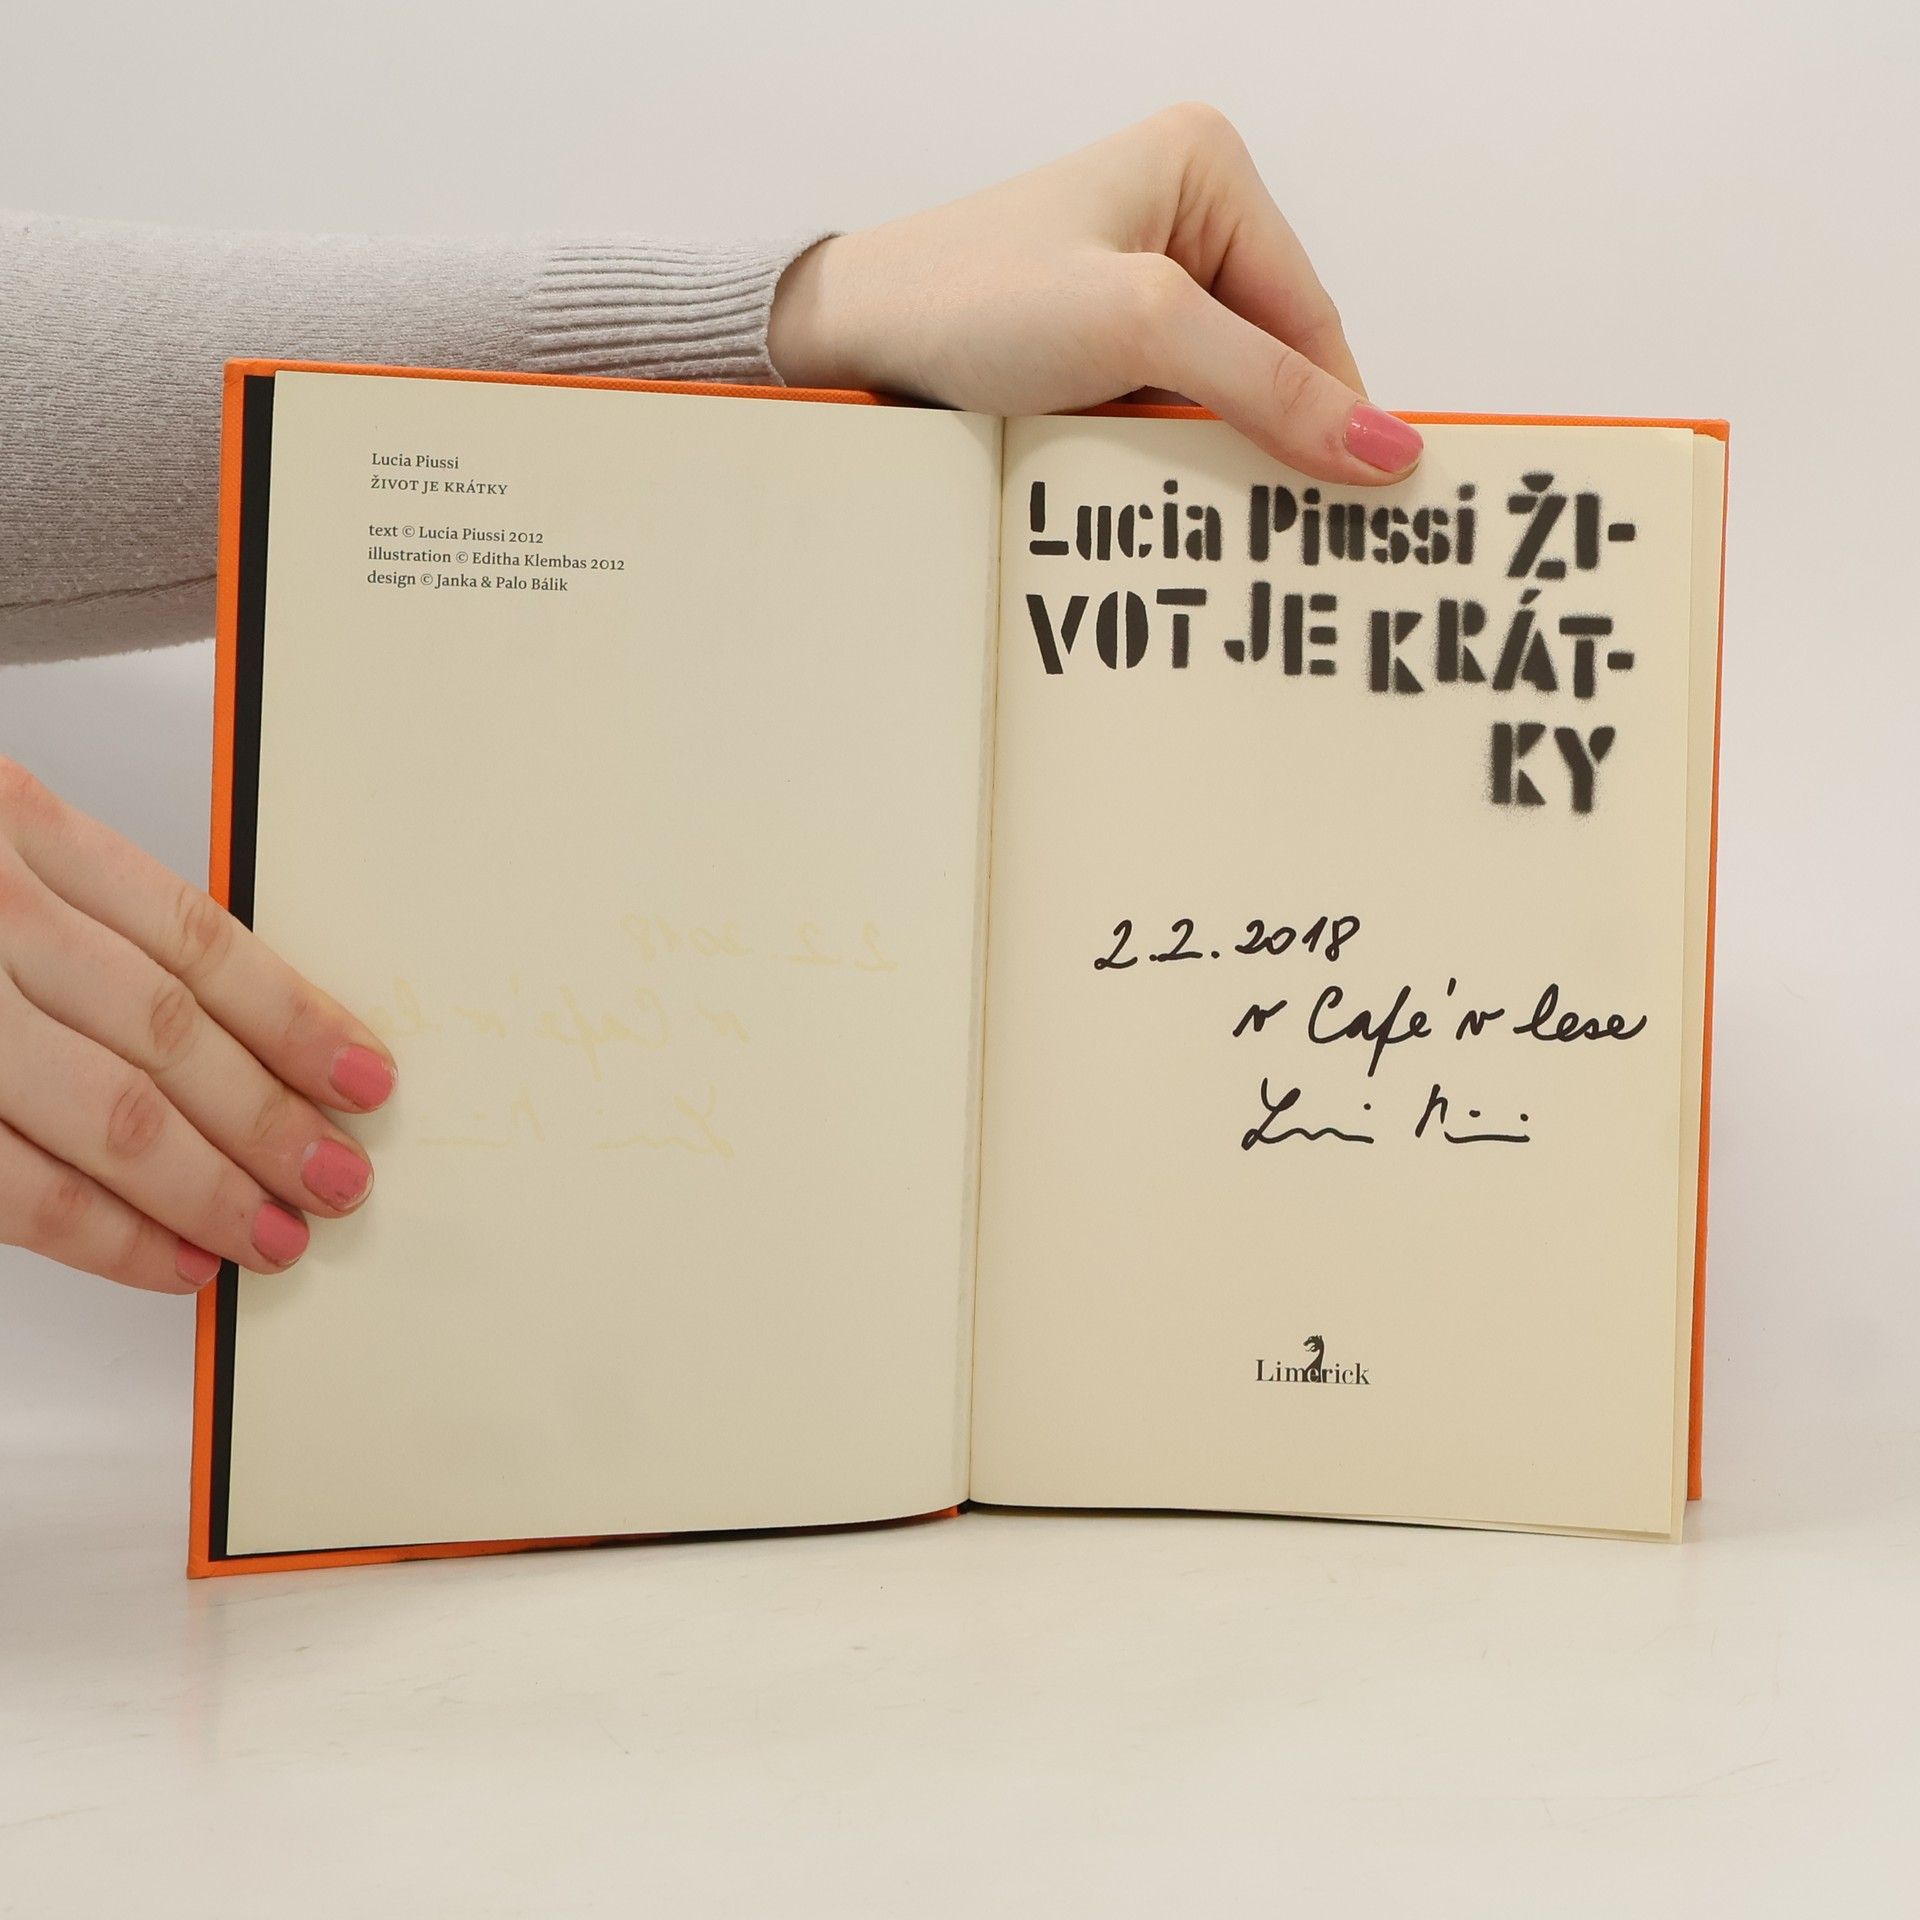 Lucia Piussi
ŽIVOT JE KRÁTKY
text © Lucia Piussi 2012
illustration © Editha Klembas 2012
design © Janka & Palo Bálik
Lucia Piussi ŽI-
VOT JE KRÁT-
KY
2.2.2018
v Café v lese
Limerick